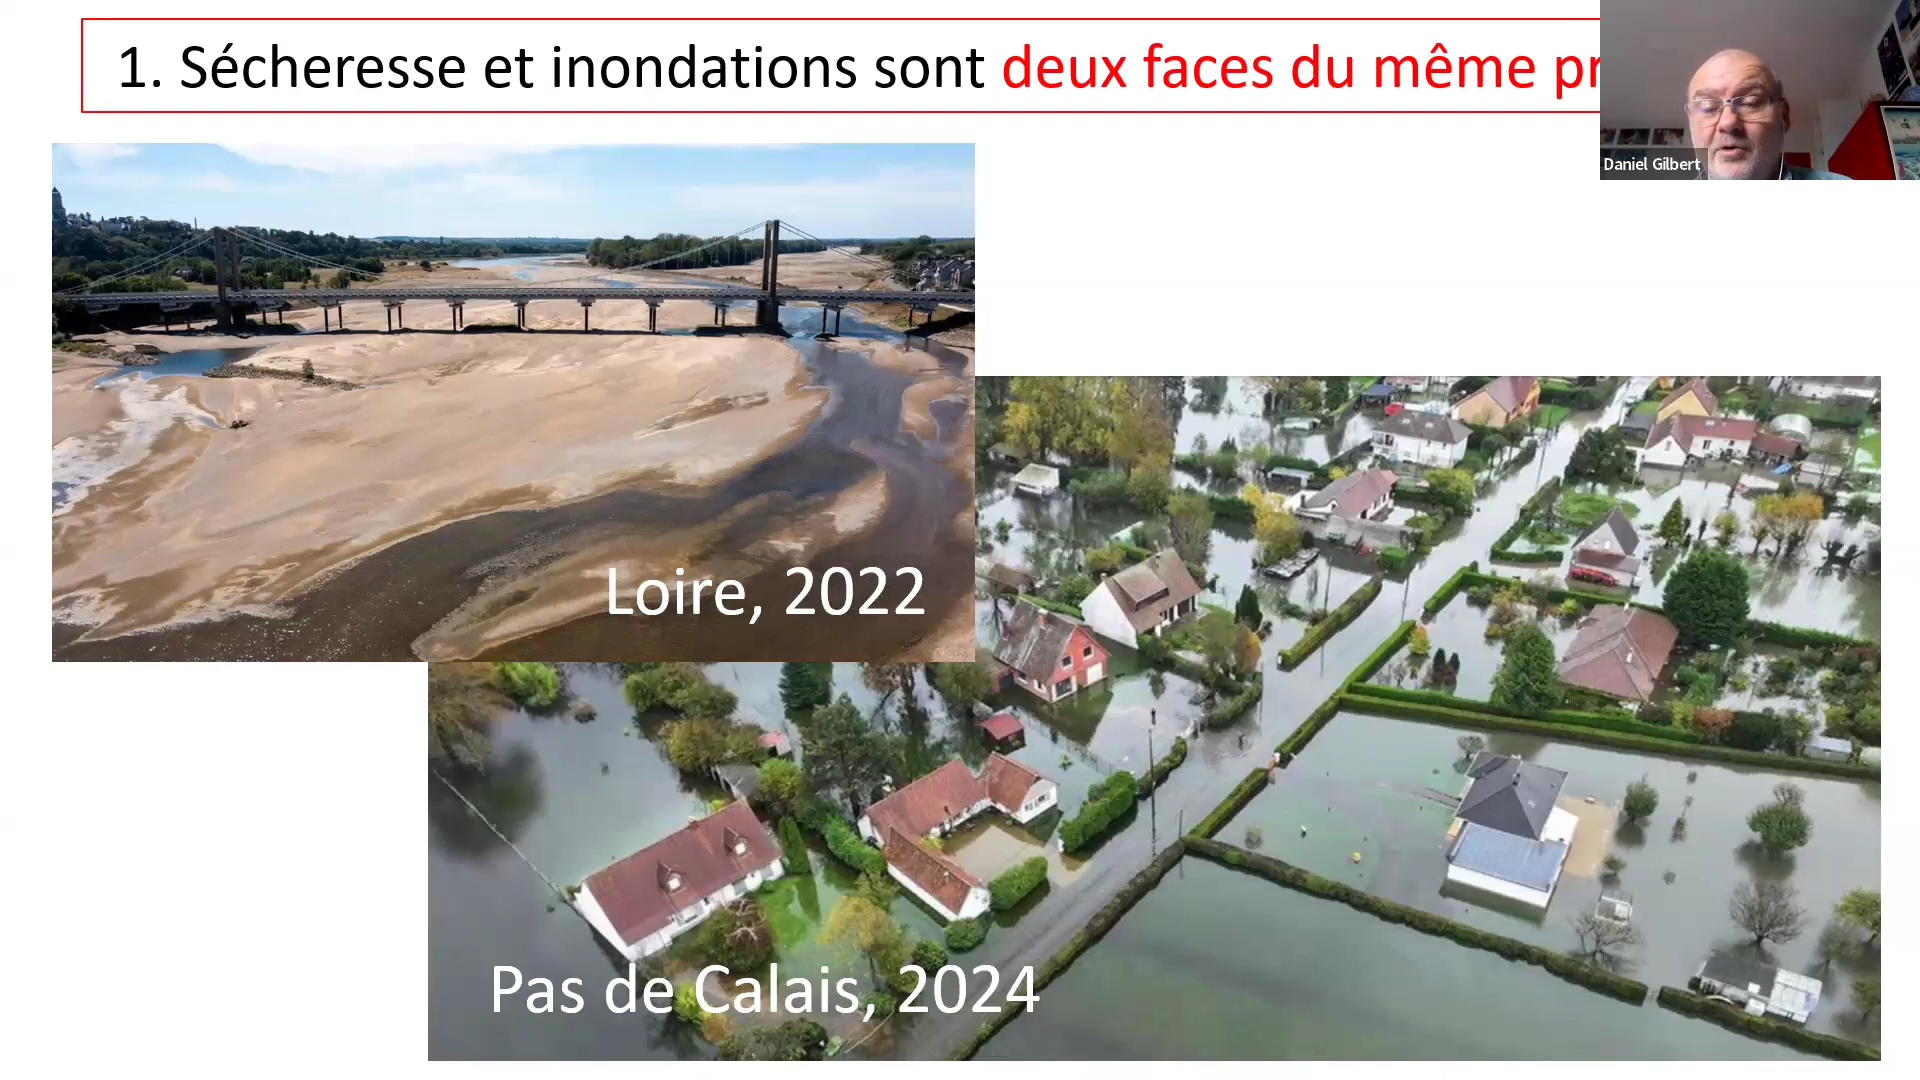 1. Sécheresse et inondations sont deux faces du même pr
Daniel Gilbert
Loire, 2022
Pas de Calais, 2024